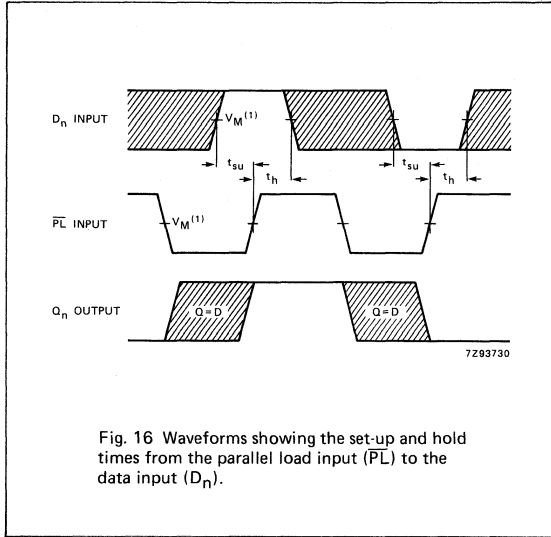 Dn INPUT
VM(1)
tsu
th
tsu
th
PL INPUT
VM(1)
Qn OUTPUT
Q=D
Q=D
7Z93730
Fig. 16 Waveforms showing the set-up and hold
times from the parallel load input (PL) to the
data input (Dn).